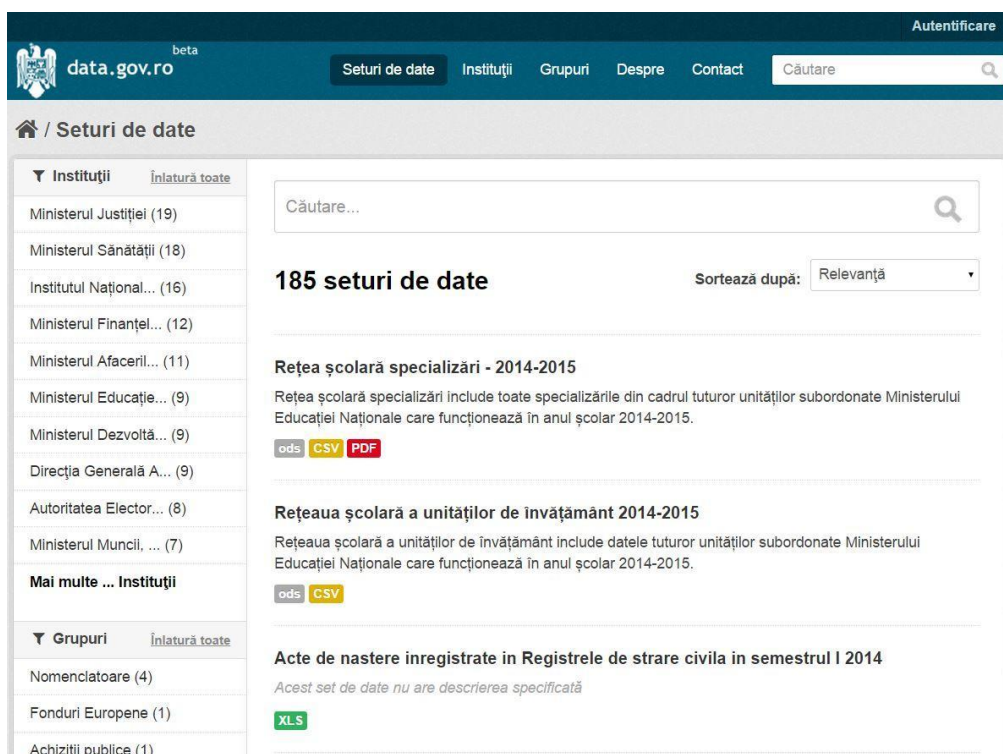 Autentificare
beta
data.gov.ro
Seturi de date Instituţii Grupuri Despre Contact Căutare
/ Seturi de date
Instituţii Înlatură toate
Ministerul Justiției (19)
Ministerul Sănătății (18)
Institutul Național... (16)
Ministerul Finanțel... (12)
Ministerul Afaceril... (11)
Ministerul Educație... (9)
Ministerul Dezvoltă... (9)
Direcţia Generală A... (9)
Autoritatea Elector... (8)
Ministerul Muncii, ... (7)
Mai multe ... Instituţii
Grupuri Înlatură toate
Nomenclatoare (4)
Fonduri Europene (1)
Achiziții publice (1)
Căutare...
185 seturi de date
Sortează după: Relevanţă
Rețea școlară specializări - 2014-2015
Rețea școlară specializări include toate specializările din cadrul tuturor unităților subordonate Ministerului
Educației Naționale care funcționează în anul școlar 2014-2015.
ods CSV PDF
Rețeaua școlară a unităților de învățământ 2014-2015
Rețeaua școlară a unităților de învățământ include datele tuturor unităților subordonate Ministerului
Educației Naționale care funcționează în anul școlar 2014-2015.
ods CSV
Acte de nastere inregistrate in Registrele de strare civila in semestrul I 2014
Acest set de date nu are descrierea specificată
XLS